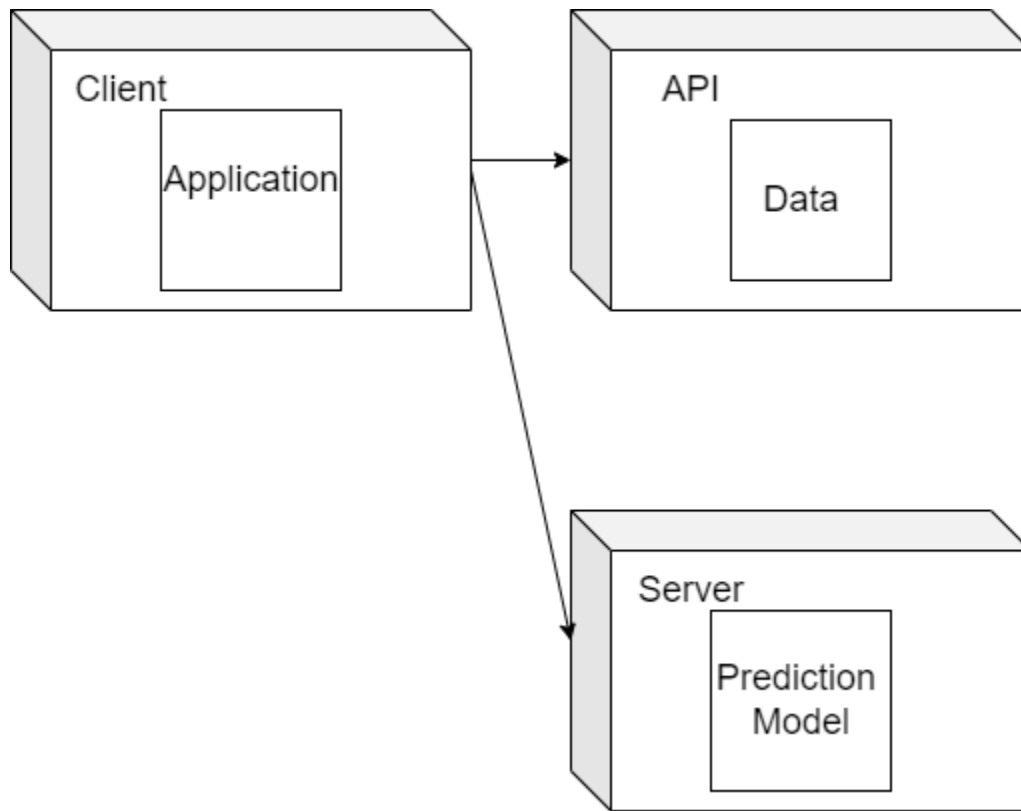 Client
Application
API
Data
Server
Prediction
Model